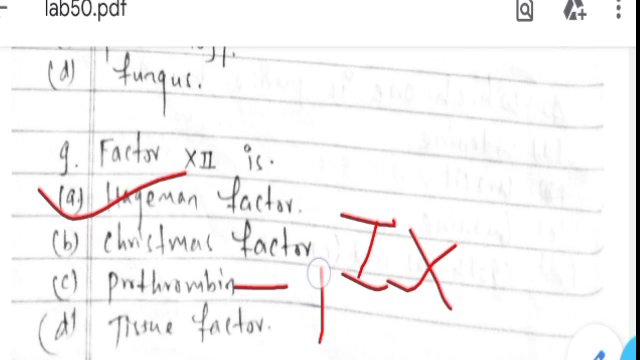 lab50.pdf
(d) fungus.
9. Factor XII is.
(a) Hageman factor.
(b) Christmas factor IX
(c) prothrombin
(d) Tissue factor.